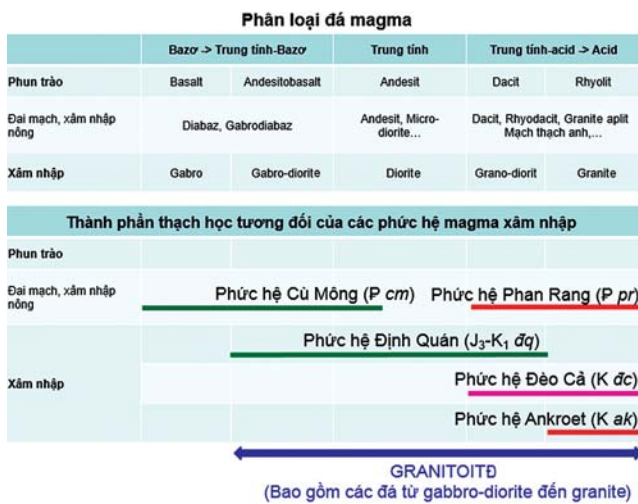 Phân loại đá magma
Bazơ -> Trung tính-Bazơ Trung tính Trung tính-acid -> Acid
Phun trào Basalt Andesitobasalt Andesit Dacit Rhyolit
Đai mạch, xâm nhập nông Diabaz, Gabrodiabaz Andesit, Micro-diorite... Dacit, Rhyodacit, Granite aplit Mạch thạch anh,...
Xâm nhập Gabro Gabro-diorite Diorite Grano-diorit Granite
Thành phần thạch học tương đối của các phức hệ magma xâm nhập
Phun trào
Đai mạch, xâm nhập nông Phức hệ Cù Mông (₽ cm) Phức hệ Phan Rang (₽ pr)
Phức hệ Định Quán (J₃-K₁ đq)
Xâm nhập Phức hệ Đèo Cả (K đc)
Phức hệ Ankroet (K ak)
GRANITOITĐ
(Bao gồm các đá từ gabbro-diorite đến granite)